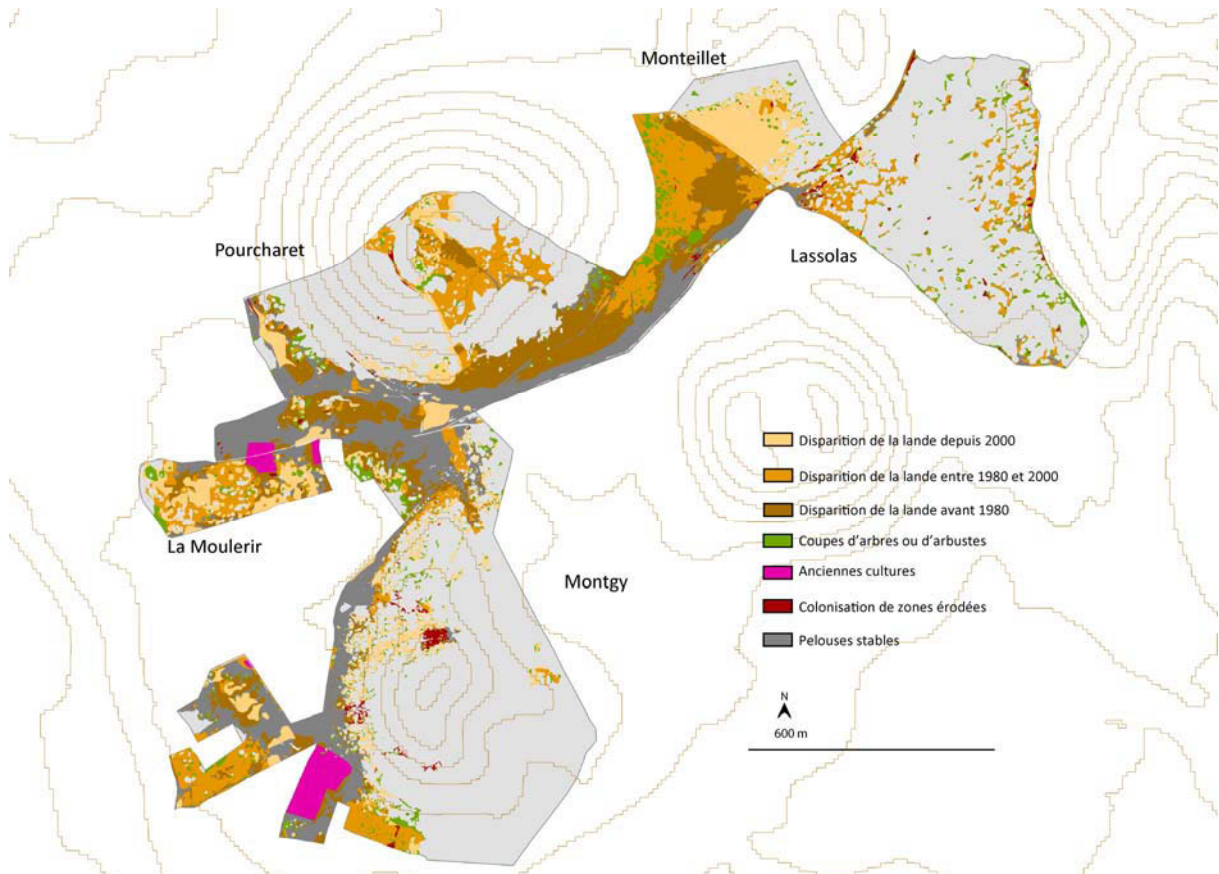 Monteillet
Pourcharet
Lassolas
La Moulerir
Montgy
Disparition de la lande depuis 2000
Disparition de la lande entre 1980 et 2000
Disparition de la lande avant 1980
Coupes d'arbres ou d'arbustes
Anciennes cultures
Colonisation de zones érodées
Pelouses stables
N
600 m